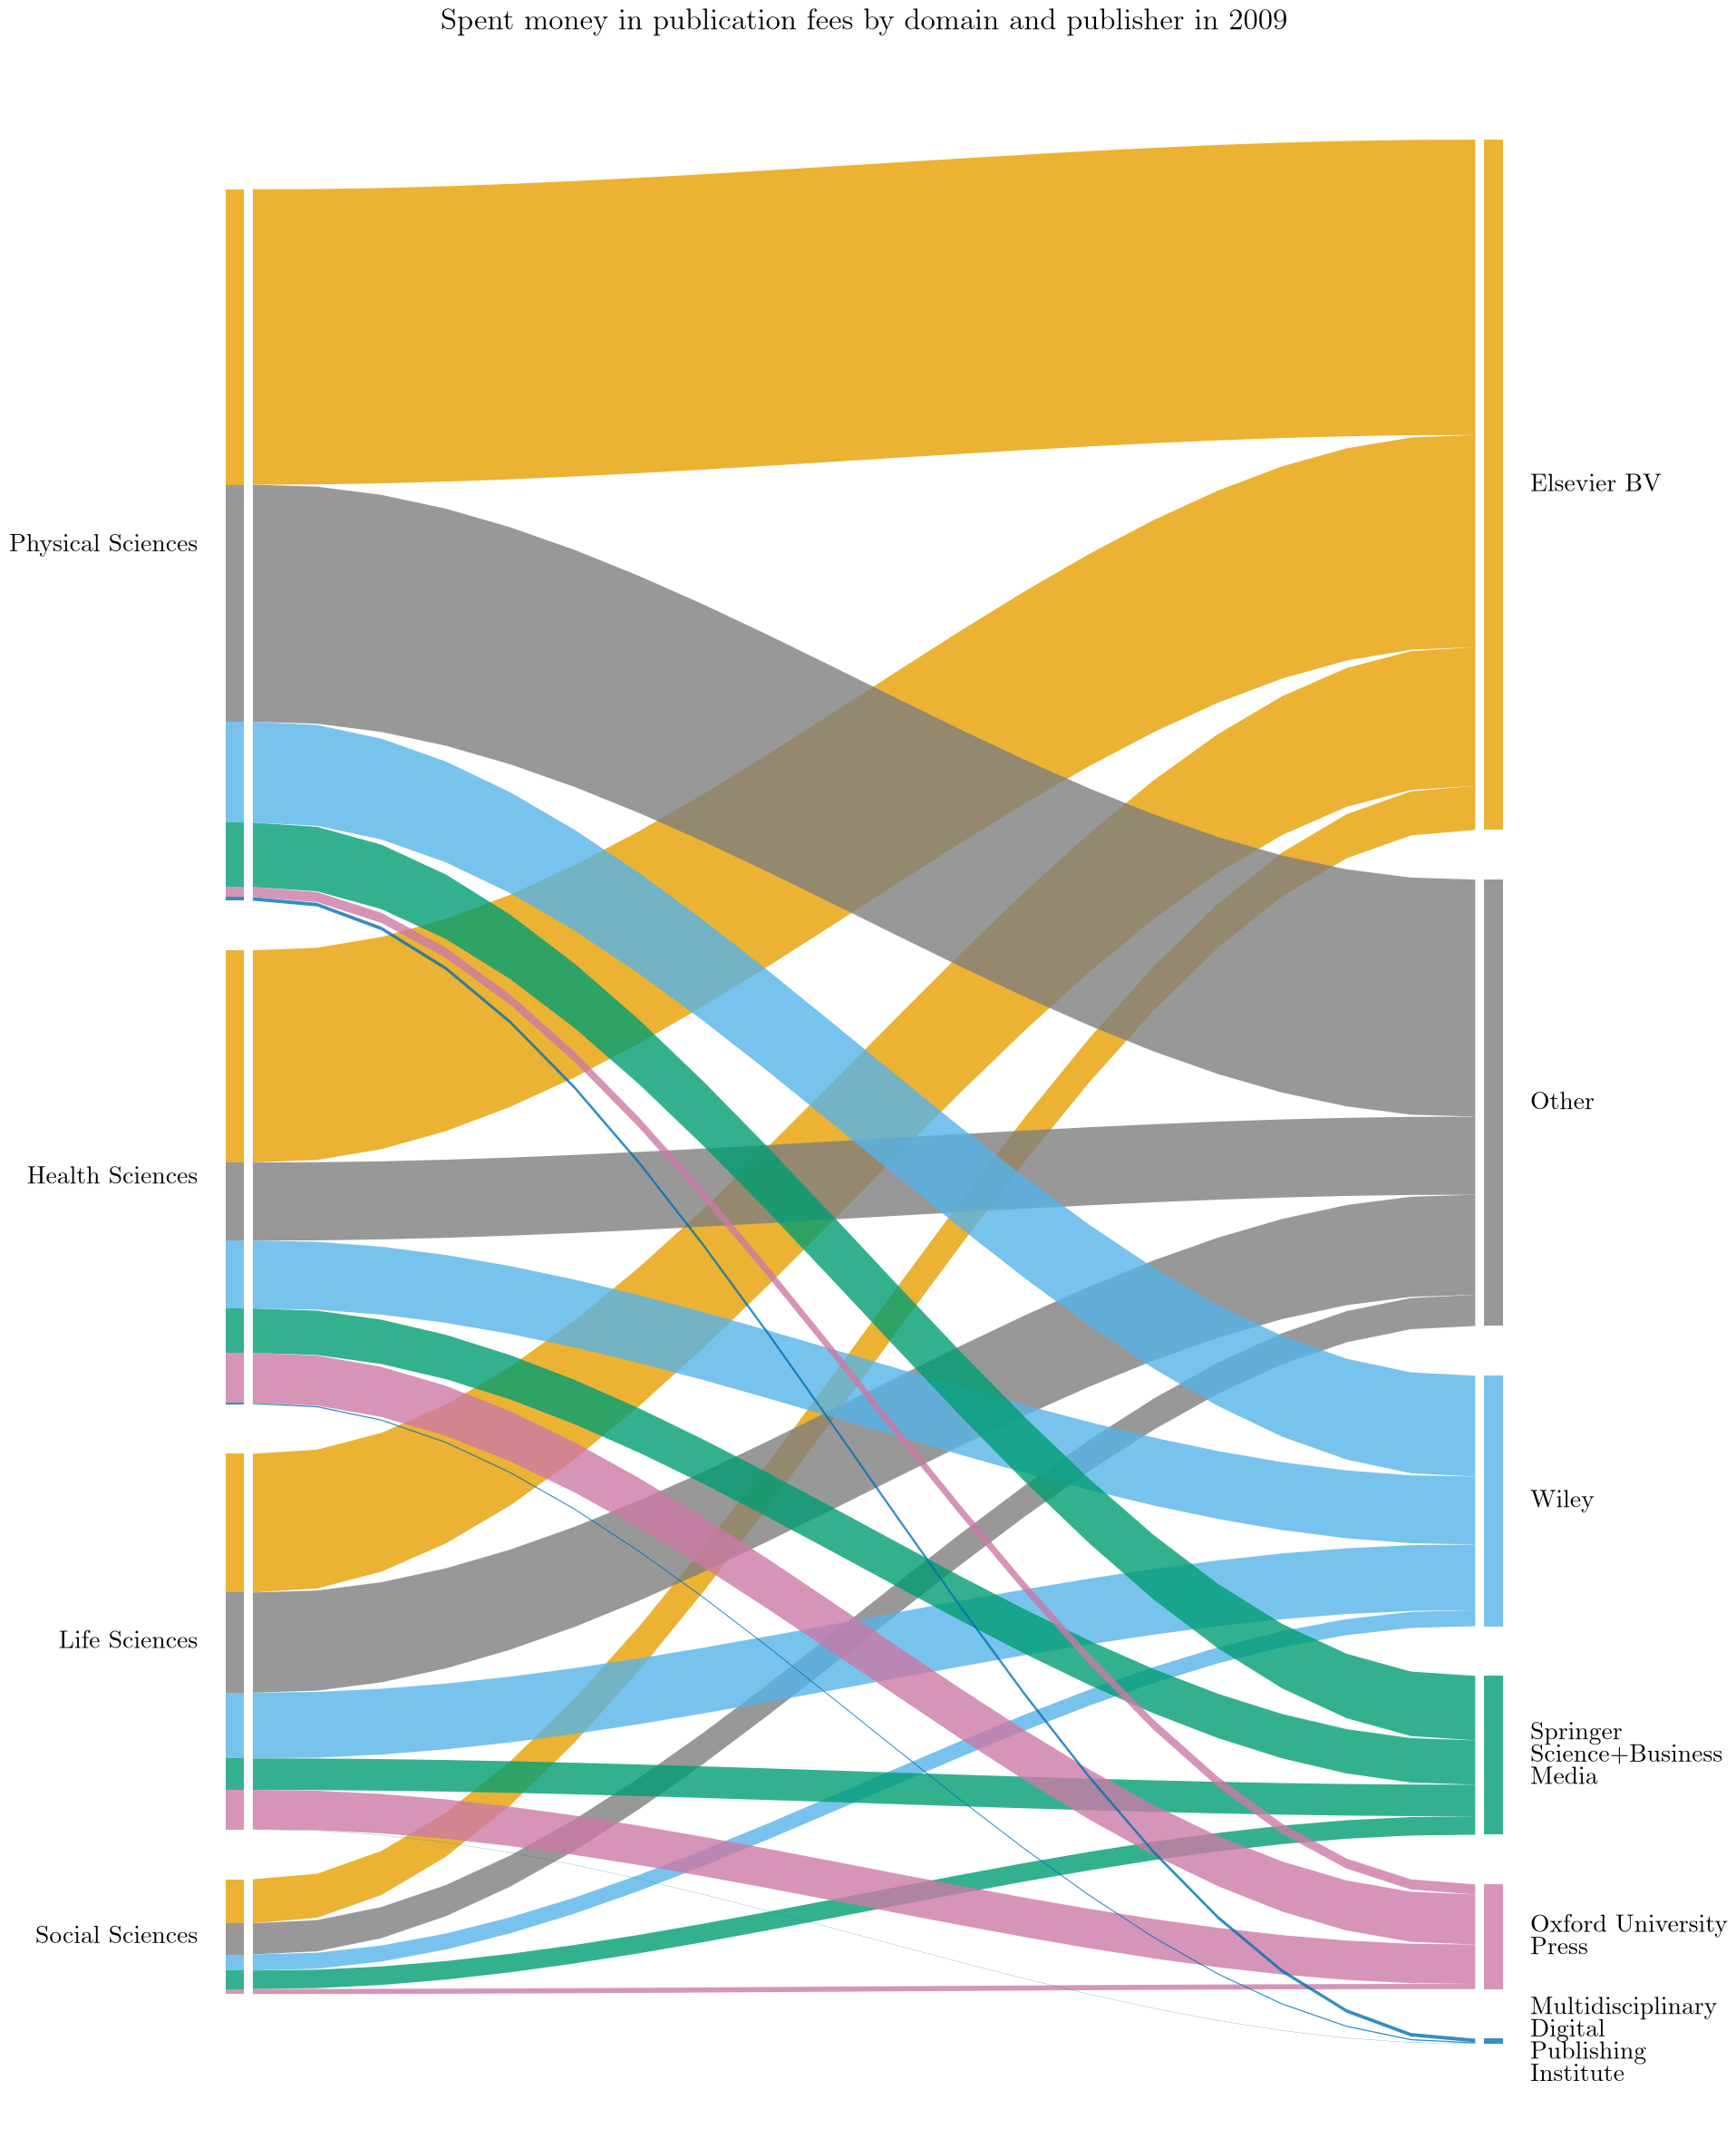 Spent money in publication fees by domain and publisher in 2009
Physical Sciences
Health Sciences
Life Sciences
Social Sciences
Elsevier BV
Other
Wiley
Springer
Science+Business
Media
Oxford University
Press
Multidisciplinary
Digital
Publishing
Institute